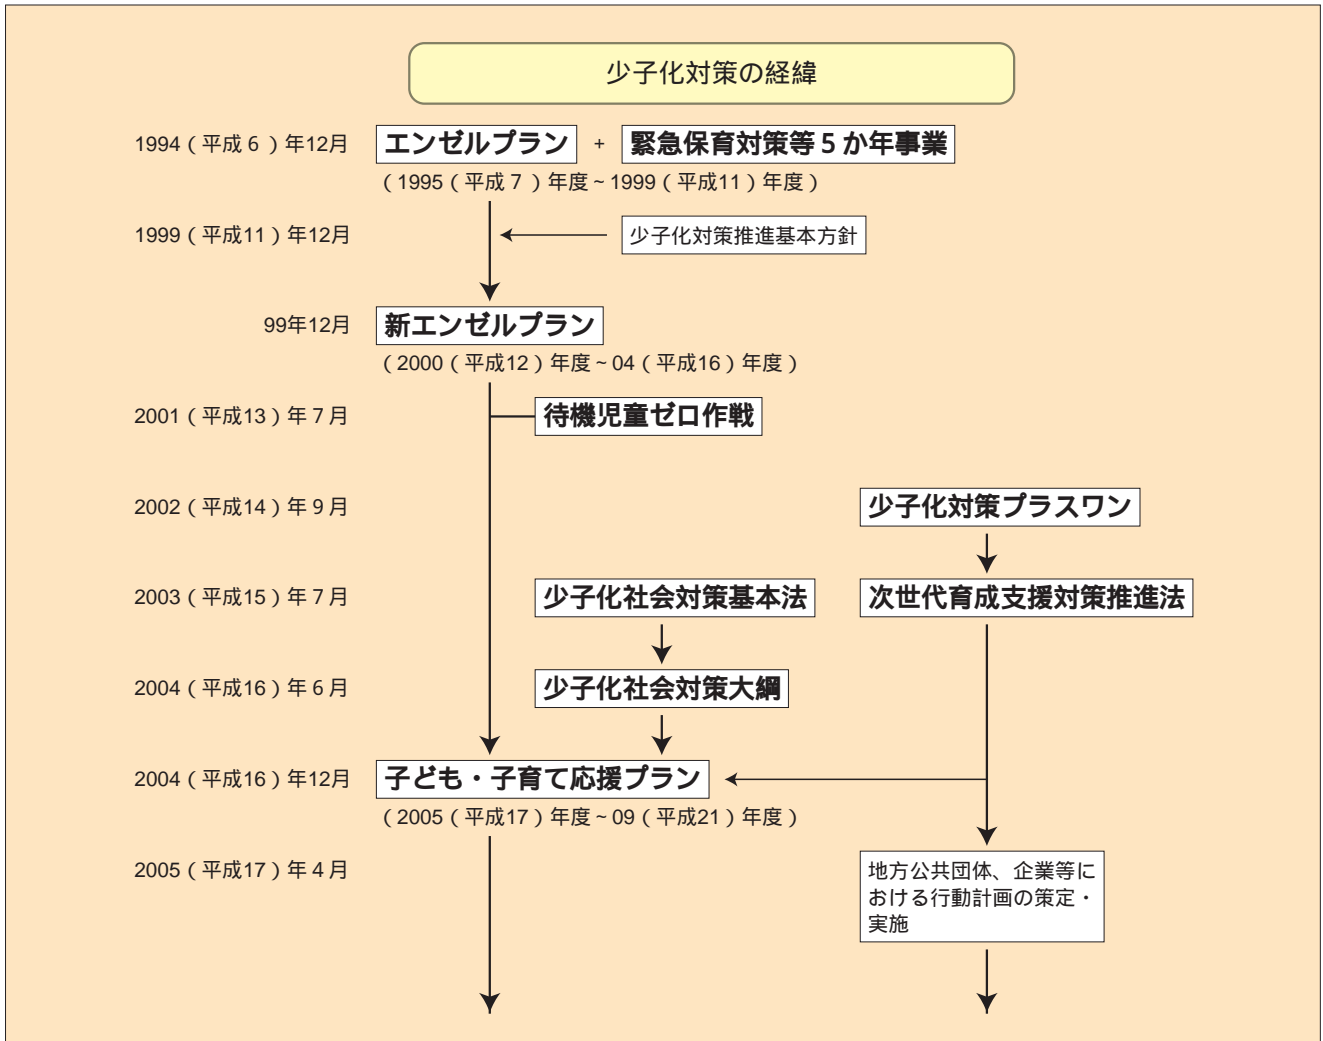 少子化対策の経緯
1994（平成６）年12月 エンゼルプラン + 緊急保育対策等５か年事業
（1995（平成７）年度~1999（平成11）年度）
1999（平成11）年12月 少子化対策推進基本方針
99年12月 新エンゼルプラン
（2000（平成12）年度~04（平成16）年度）
2001（平成13）年７月 待機児童ゼロ作戦
2002（平成14）年９月 少子化対策プラスワン
2003（平成15）年７月 少子化社会対策基本法 次世代育成支援対策推進法
2004（平成16）年６月 少子化社会対策大綱
2004（平成16）年12月 子ども・子育て応援プラン
（2005（平成17）年度~09（平成21）年度）
2005（平成17）年４月 地方公共団体、企業等に
おける行動計画の策定・
実施